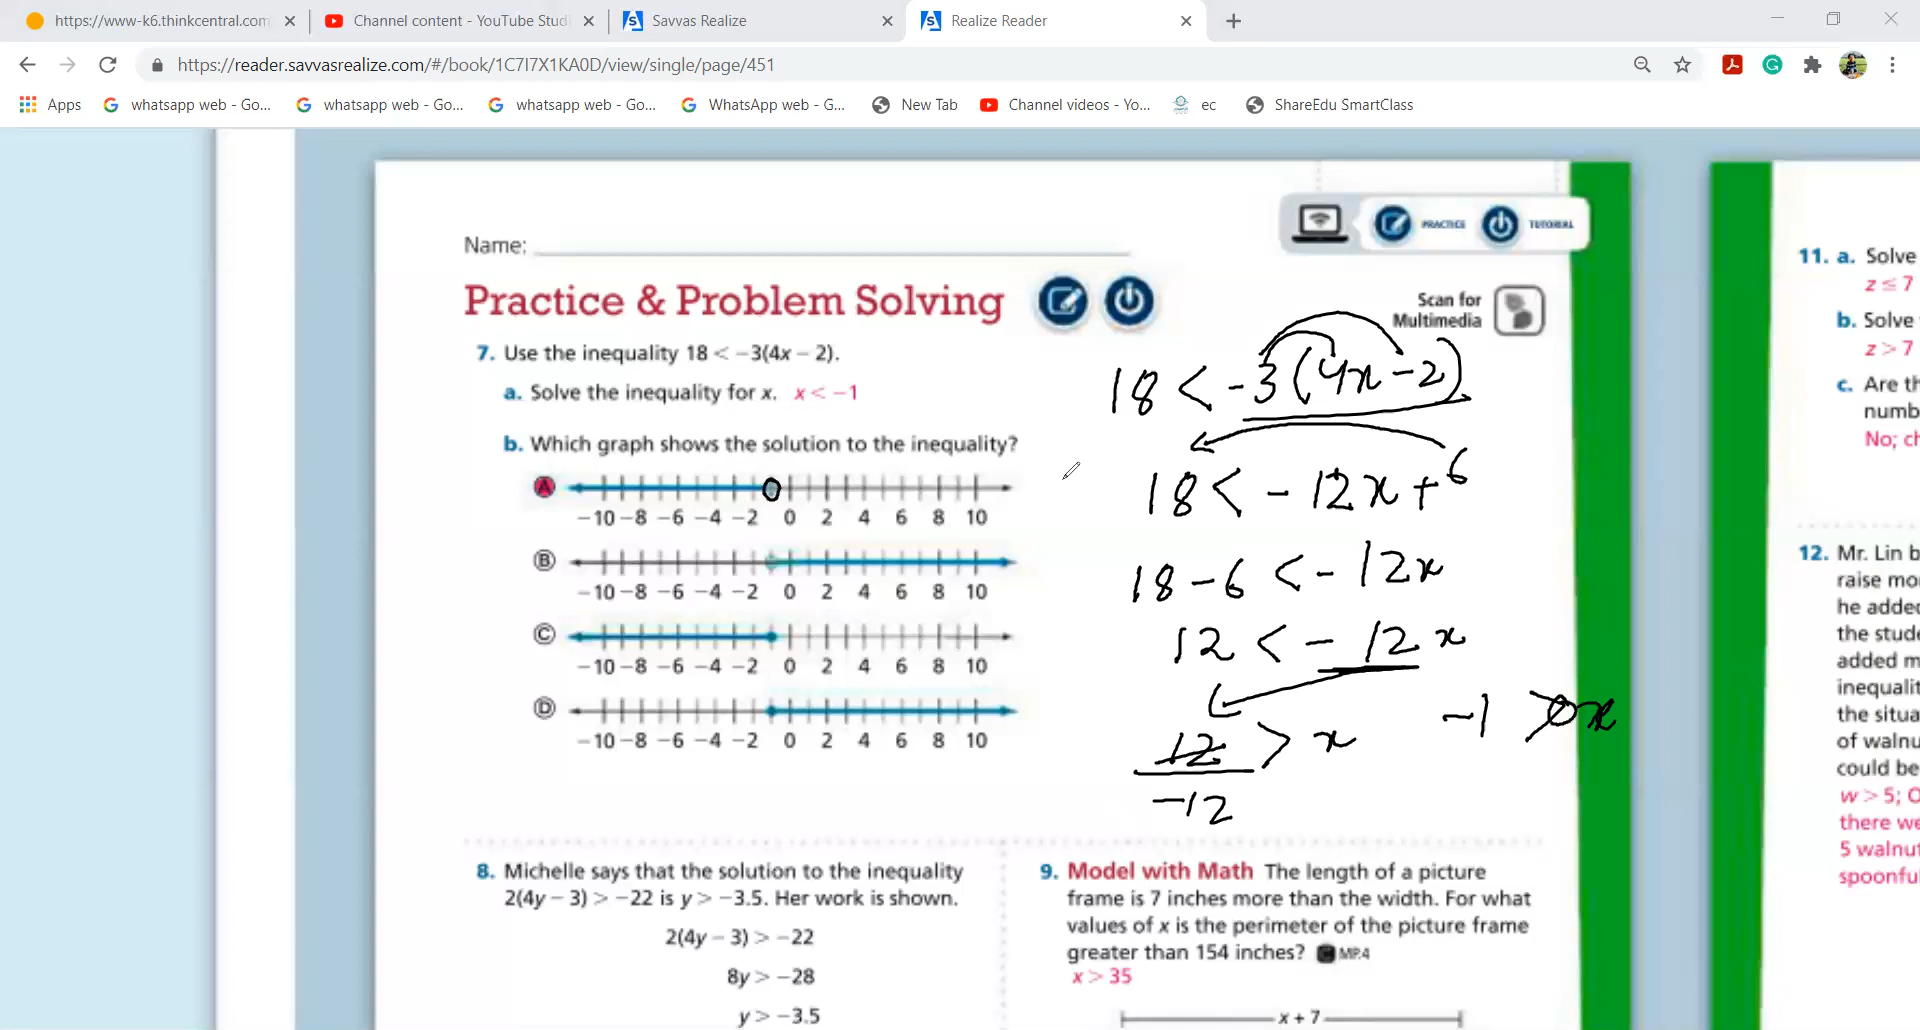 https://www-k6.thinkcentral.com
Channel content - YouTube Studi
Savvas Realize
Realize Reader
https://reader.savvasrealize.com/#/book/1C7I7X1KA0D/view/single/page/451
Apps
whatsapp web - Go...
whatsapp web - Go...
whatsapp web - Go...
WhatsApp web - G...
New Tab
Channel videos - Yo...
ec
ShareEdu SmartClass
PRACTICE
TUTORIAL
Name:
Practice & Problem Solving
Scan for
Multimedia
7. Use the inequality 18 < −3(4x − 2).
a. Solve the inequality for x. x < −1
b. Which graph shows the solution to the inequality?
A
−10 −8 −6 −4 −2 0 2 4 6 8 10
B
−10 −8 −6 −4 −2 0 2 4 6 8 10
C
−10 −8 −6 −4 −2 0 2 4 6 8 10
D
−10 −8 −6 −4 −2 0 2 4 6 8 10
18 < -3(4x-2)
18 < -12x+6
18-6 < -12x
12 < -12x
12 > x
-12
-1 > x
8. Michelle says that the solution to the inequality
2(4y − 3) > −22 is y > −3.5. Her work is shown.
2(4y − 3) > −22
8y > −28
y > −3.5
9. Model with Math The length of a picture
frame is 7 inches more than the width. For what
values of x is the perimeter of the picture frame
greater than 154 inches? MP.4
x > 35
x + 7
11. a. Solve
z ≤ 7
b. Solve
z > 7
c. Are th
numb
No; ch
12. Mr. Lin b
raise mo
he added
the stude
added m
inequalit
the situa
of walnu
could be
w > 5; O
there we
5 walnut
spoonful